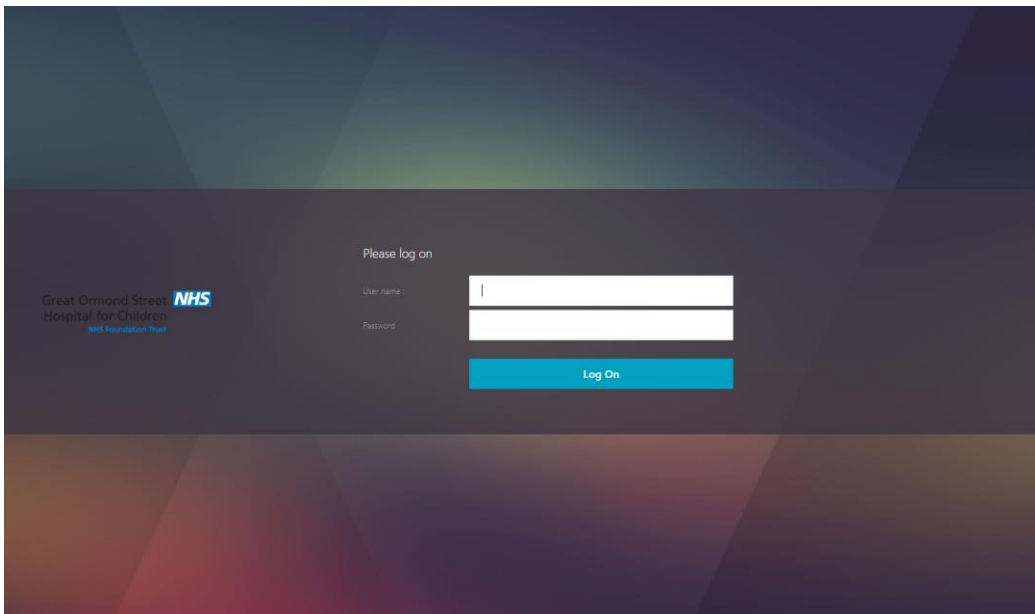 Please log on
User name :
Password :
Log On
Great Ormond Street NHS
Hospital for Children
NHS Foundation Trust